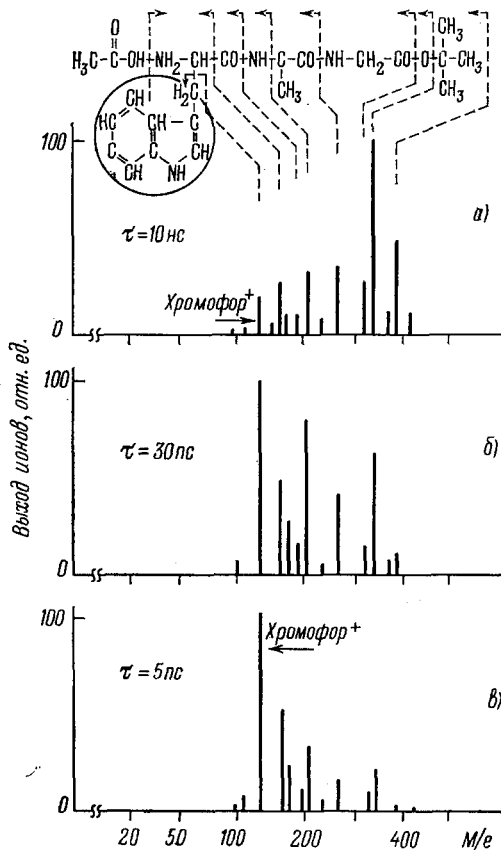 O
H₃C–C–OH–NH₂–CH–CO–NH–CH–CO–NH–CH₂–CO–O–C–CH₃
CH₃
H₂C
CH₃
CH₃
CH
HC
C
CH
C
HC
C
CH
CH
NH
100
а)
τ = 10 нс
Хромофор⁺
0
100
б)
τ = 30 пс
0
100
Хромофор⁺
в)
τ = 5 пс
0
20 50 100 200 400 M/e
Выход ионов, отн. ед.